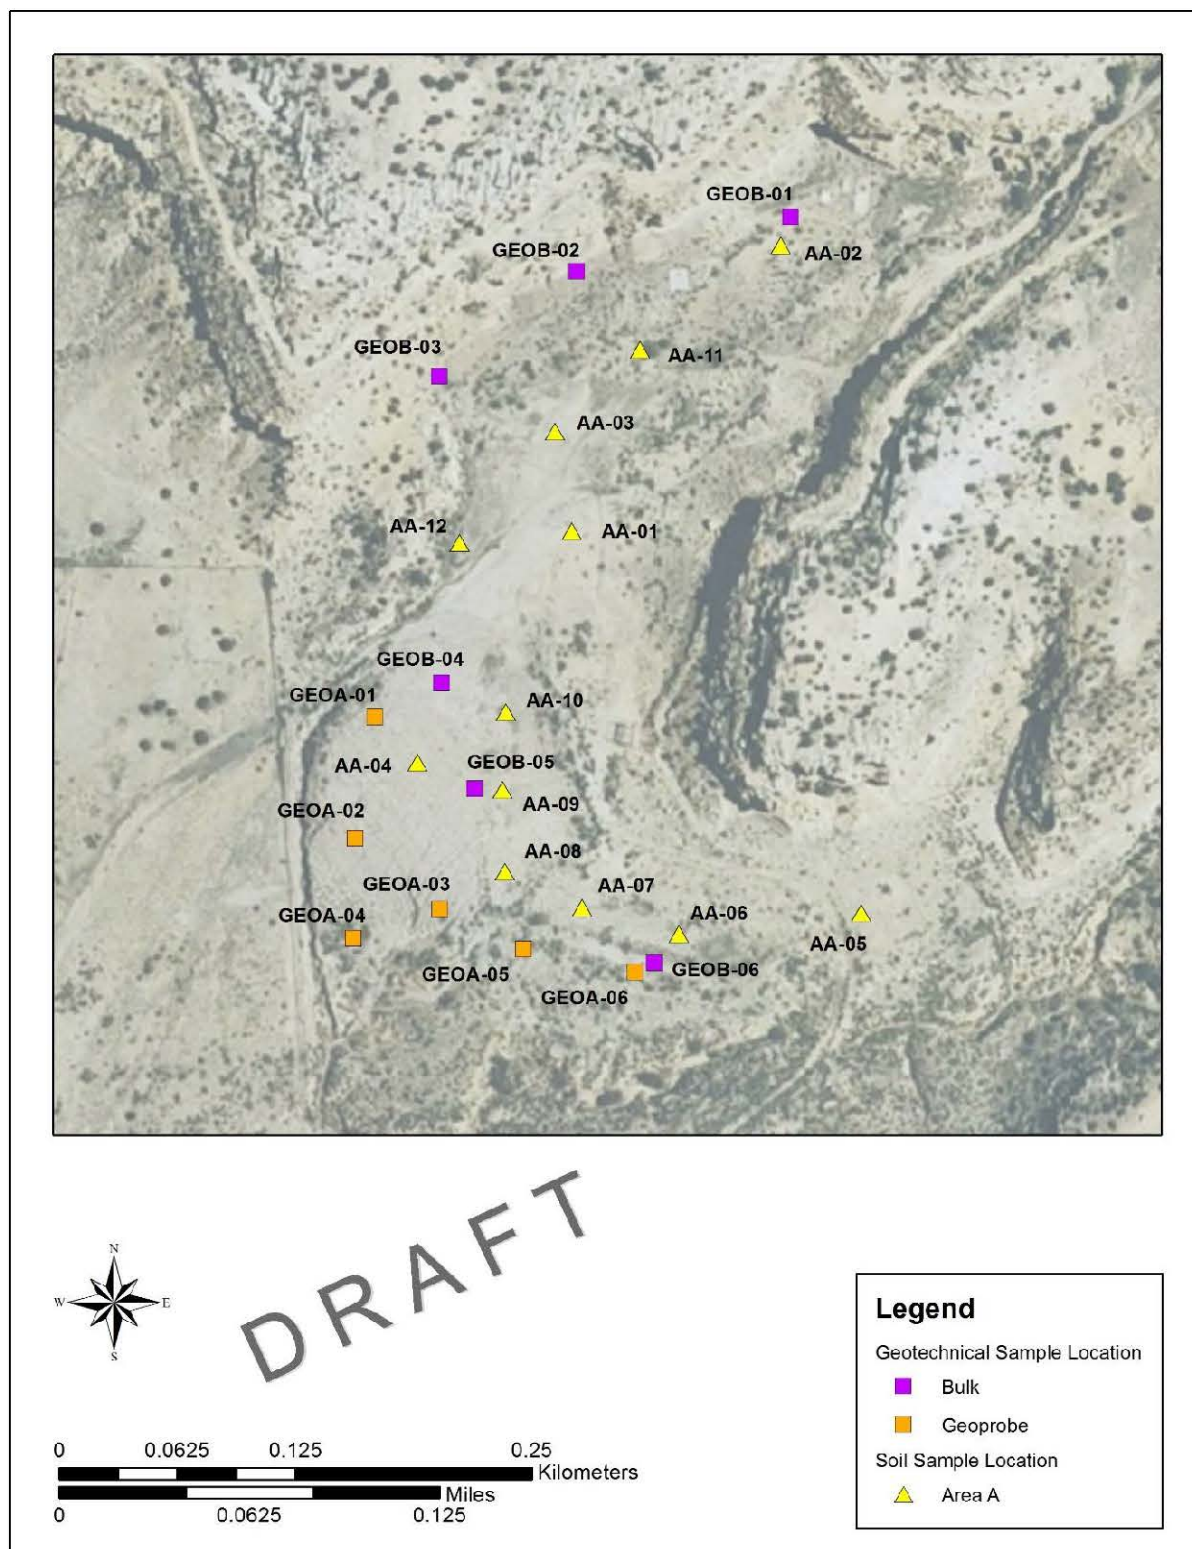 GEOB-01
AA-02
GEOB-02
GEOB-03
AA-11
AA-03
AA-12
AA-01
GEOB-04
GEOA-01
AA-10
AA-04
GEOB-05
AA-09
GEOA-02
AA-08
GEOA-03
AA-07
GEOA-04
AA-06
AA-05
GEOA-05
GEOB-06
GEOA-06
DRAFT
N
W E
S
Legend
Geotechnical Sample Location
Bulk
Geoprobe
Soil Sample Location
Area A
0 0.0625 0.125 0.25
Kilometers
Miles
0 0.0625 0.125